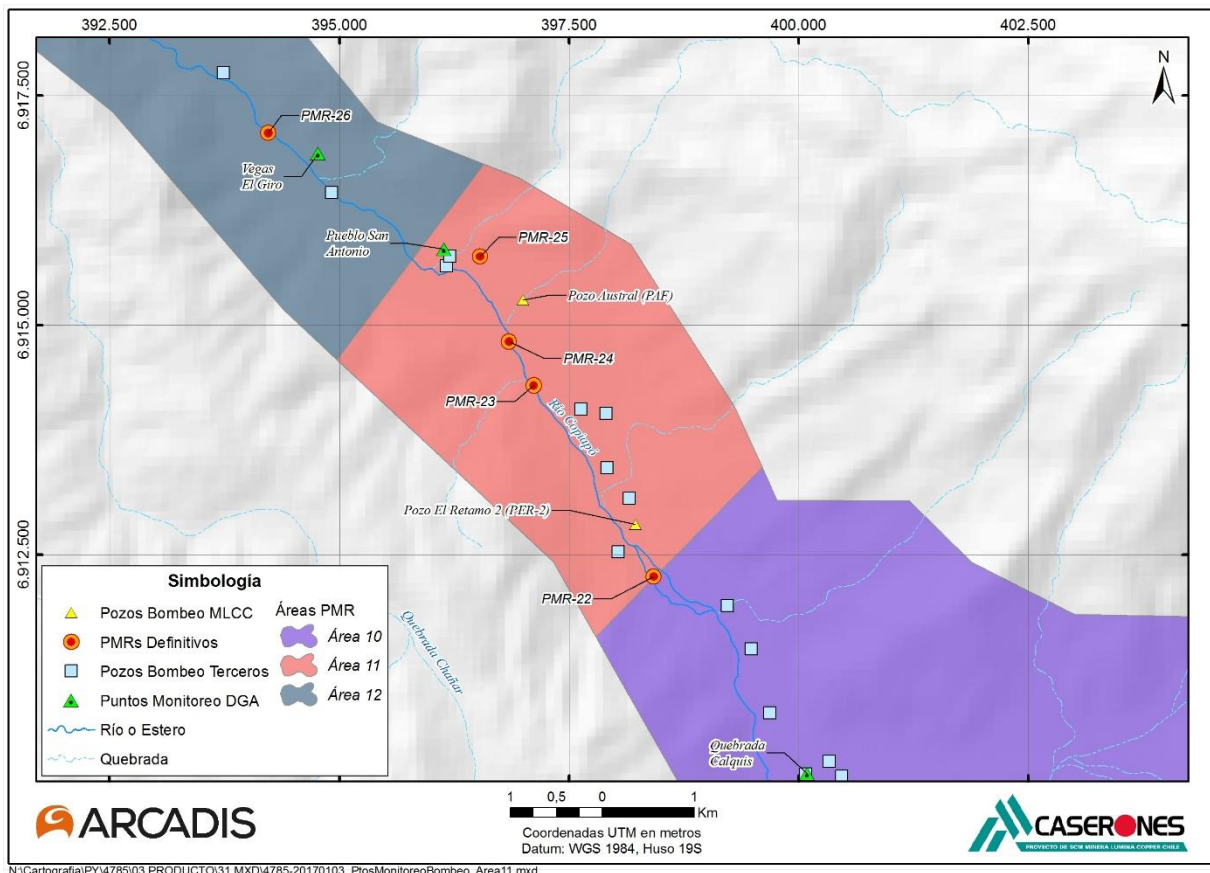 392.500
395.000
397.500
400.000
402.500
6.917.500
6.915.000
6.912.500
N
PMR-26
Vegas
El Giro
Pueblo San
Antonio
PMR-25
Pozo Austral (PAF)
PMR-24
PMR-23
Río Copiapó
Pozo El Retamo 2 (PER-2)
PMR-22
Quebrada Chañar
Quebrada
Calquis
Simbología
Pozos Bombeo MLCC
PMRs Definitivos
Pozos Bombeo Terceros
Puntos Monitoreo DGA
Río o Estero
Quebrada
Áreas PMR
Área 10
Área 11
Área 12
ARCADIS
1 0,5 0 1
Km
Coordenadas UTM en metros
Datum: WGS 1984, Huso 19S
CASERONES
PROYECTO DE SCM MINERA LUMINA COPPER CHILE
N:\Cartografia\PY\4785\03 PRODUCTO\31 MXD\4785-20170103_PtosMonitoreoBombeo_Area11.mxd